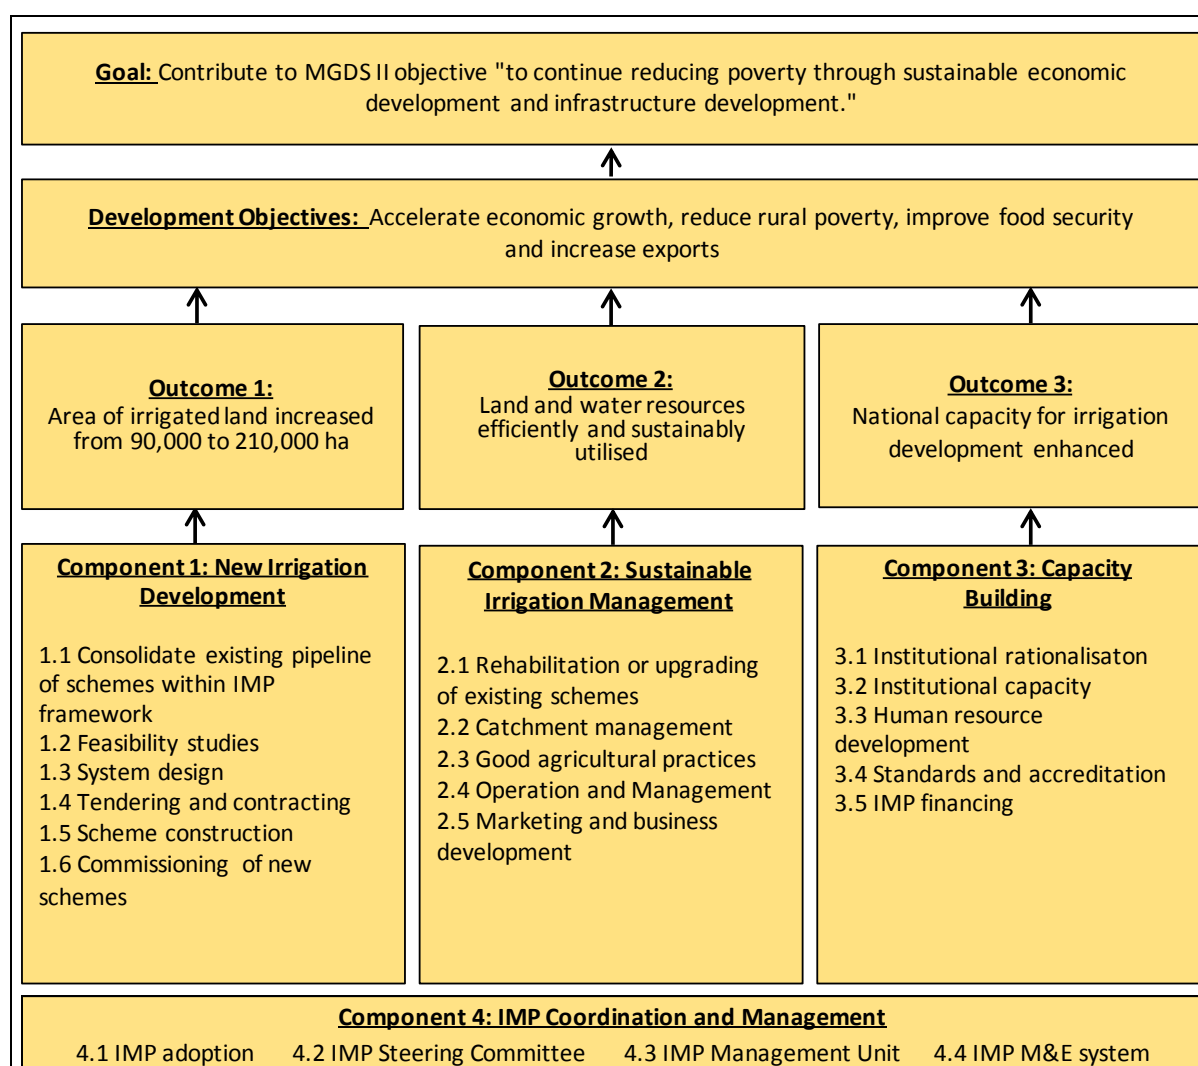 Goal: Contribute to MGDS II objective "to continue reducing poverty through sustainable economic
development and infrastructure development."
Development Objectives: Accelerate economic growth, reduce rural poverty, improve food security
and increase exports
Outcome 1:
Area of irrigated land increased
from 90,000 to 210,000 ha
Outcome 2:
Land and water resources
efficiently and sustainably
utilised
Outcome 3:
National capacity for irrigation
development enhanced
Component 1: New Irrigation
Development
1.1 Consolidate existing pipeline
of schemes within IMP
framework
1.2 Feasibility studies
1.3 System design
1.4 Tendering and contracting
1.5 Scheme construction
1.6 Commissioning of new
schemes
Component 2: Sustainable
Irrigation Management
2.1 Rehabilitation or upgrading
of existing schemes
2.2 Catchment management
2.3 Good agricultural practices
2.4 Operation and Management
2.5 Marketing and business
development
Component 3: Capacity
Building
3.1 Institutional rationalisaton
3.2 Institutional capacity
3.3 Human resource
development
3.4 Standards and accreditation
3.5 IMP financing
Component 4: IMP Coordination and Management
4.1 IMP adoption 4.2 IMP Steering Committee 4.3 IMP Management Unit 4.4 IMP M&E system